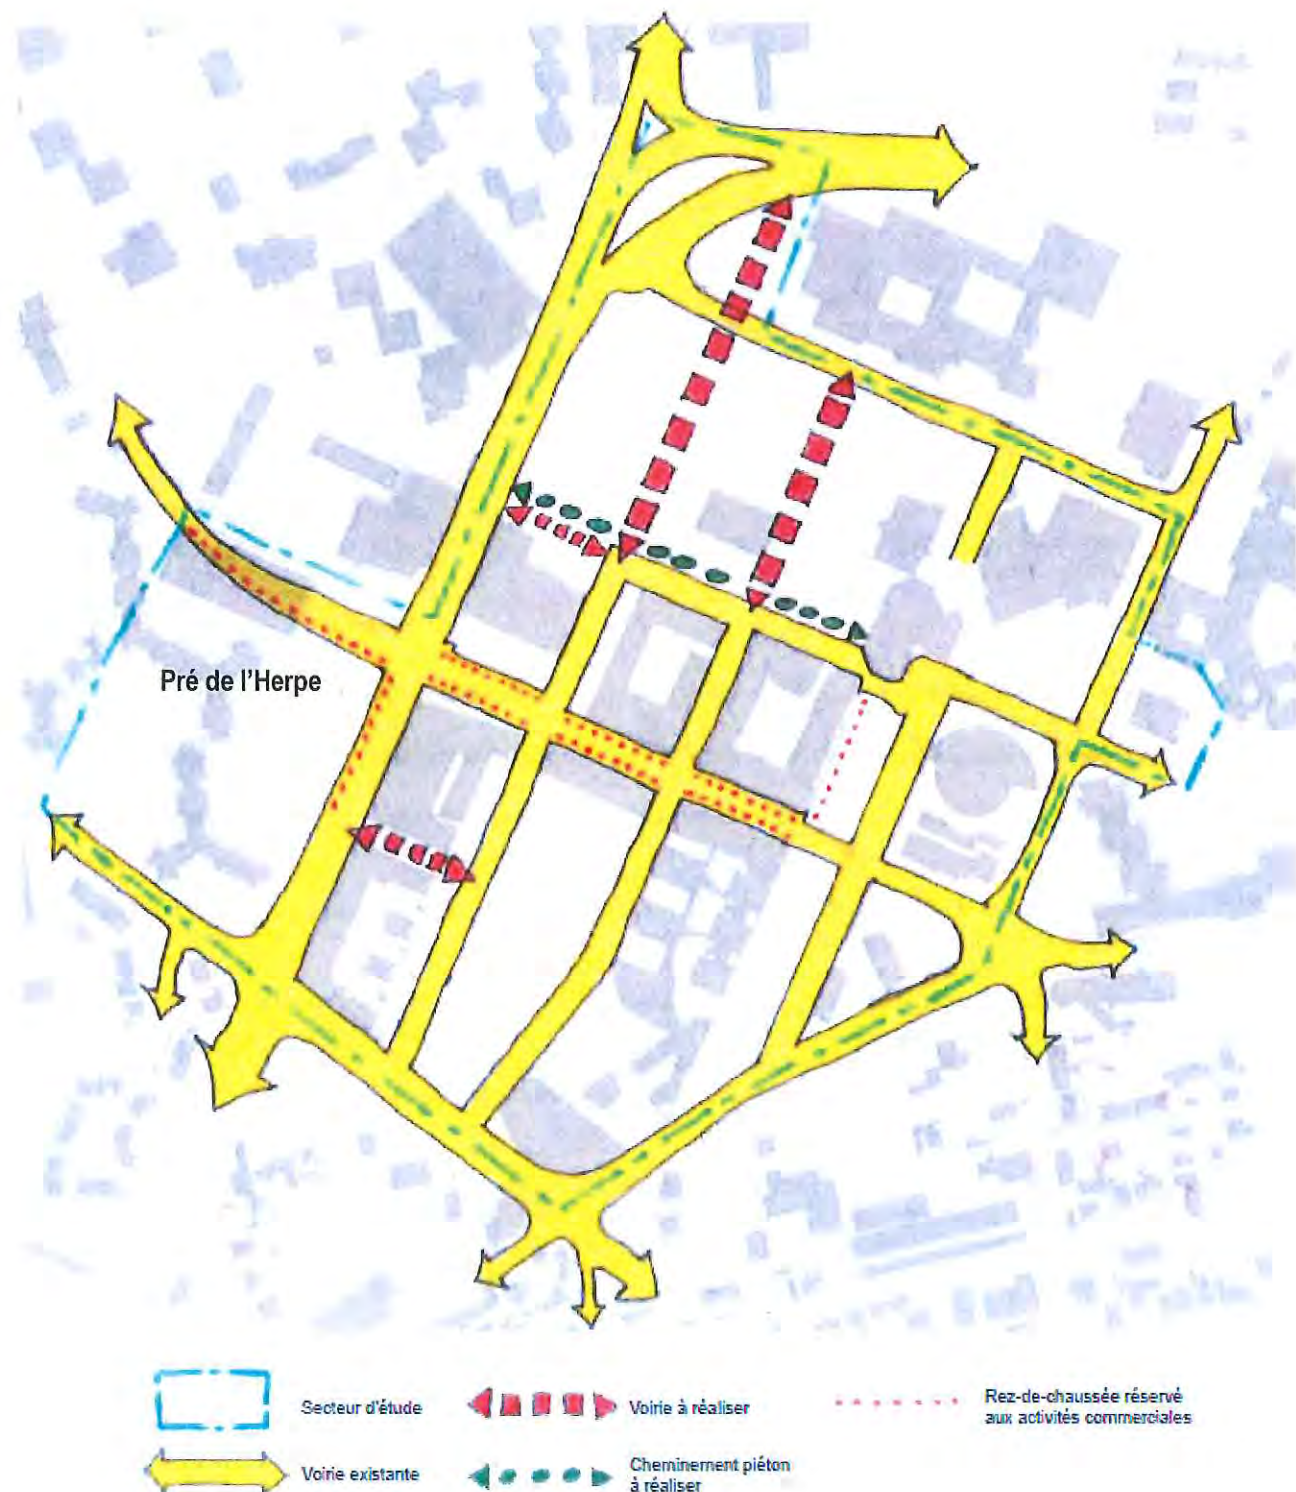 Pré de l'Herpe
Secteur d'étude
Voirie à réaliser
Rez-de-chaussée réservé
aux activités commerciales
Voirie existante
Cheminement piéton
à réaliser